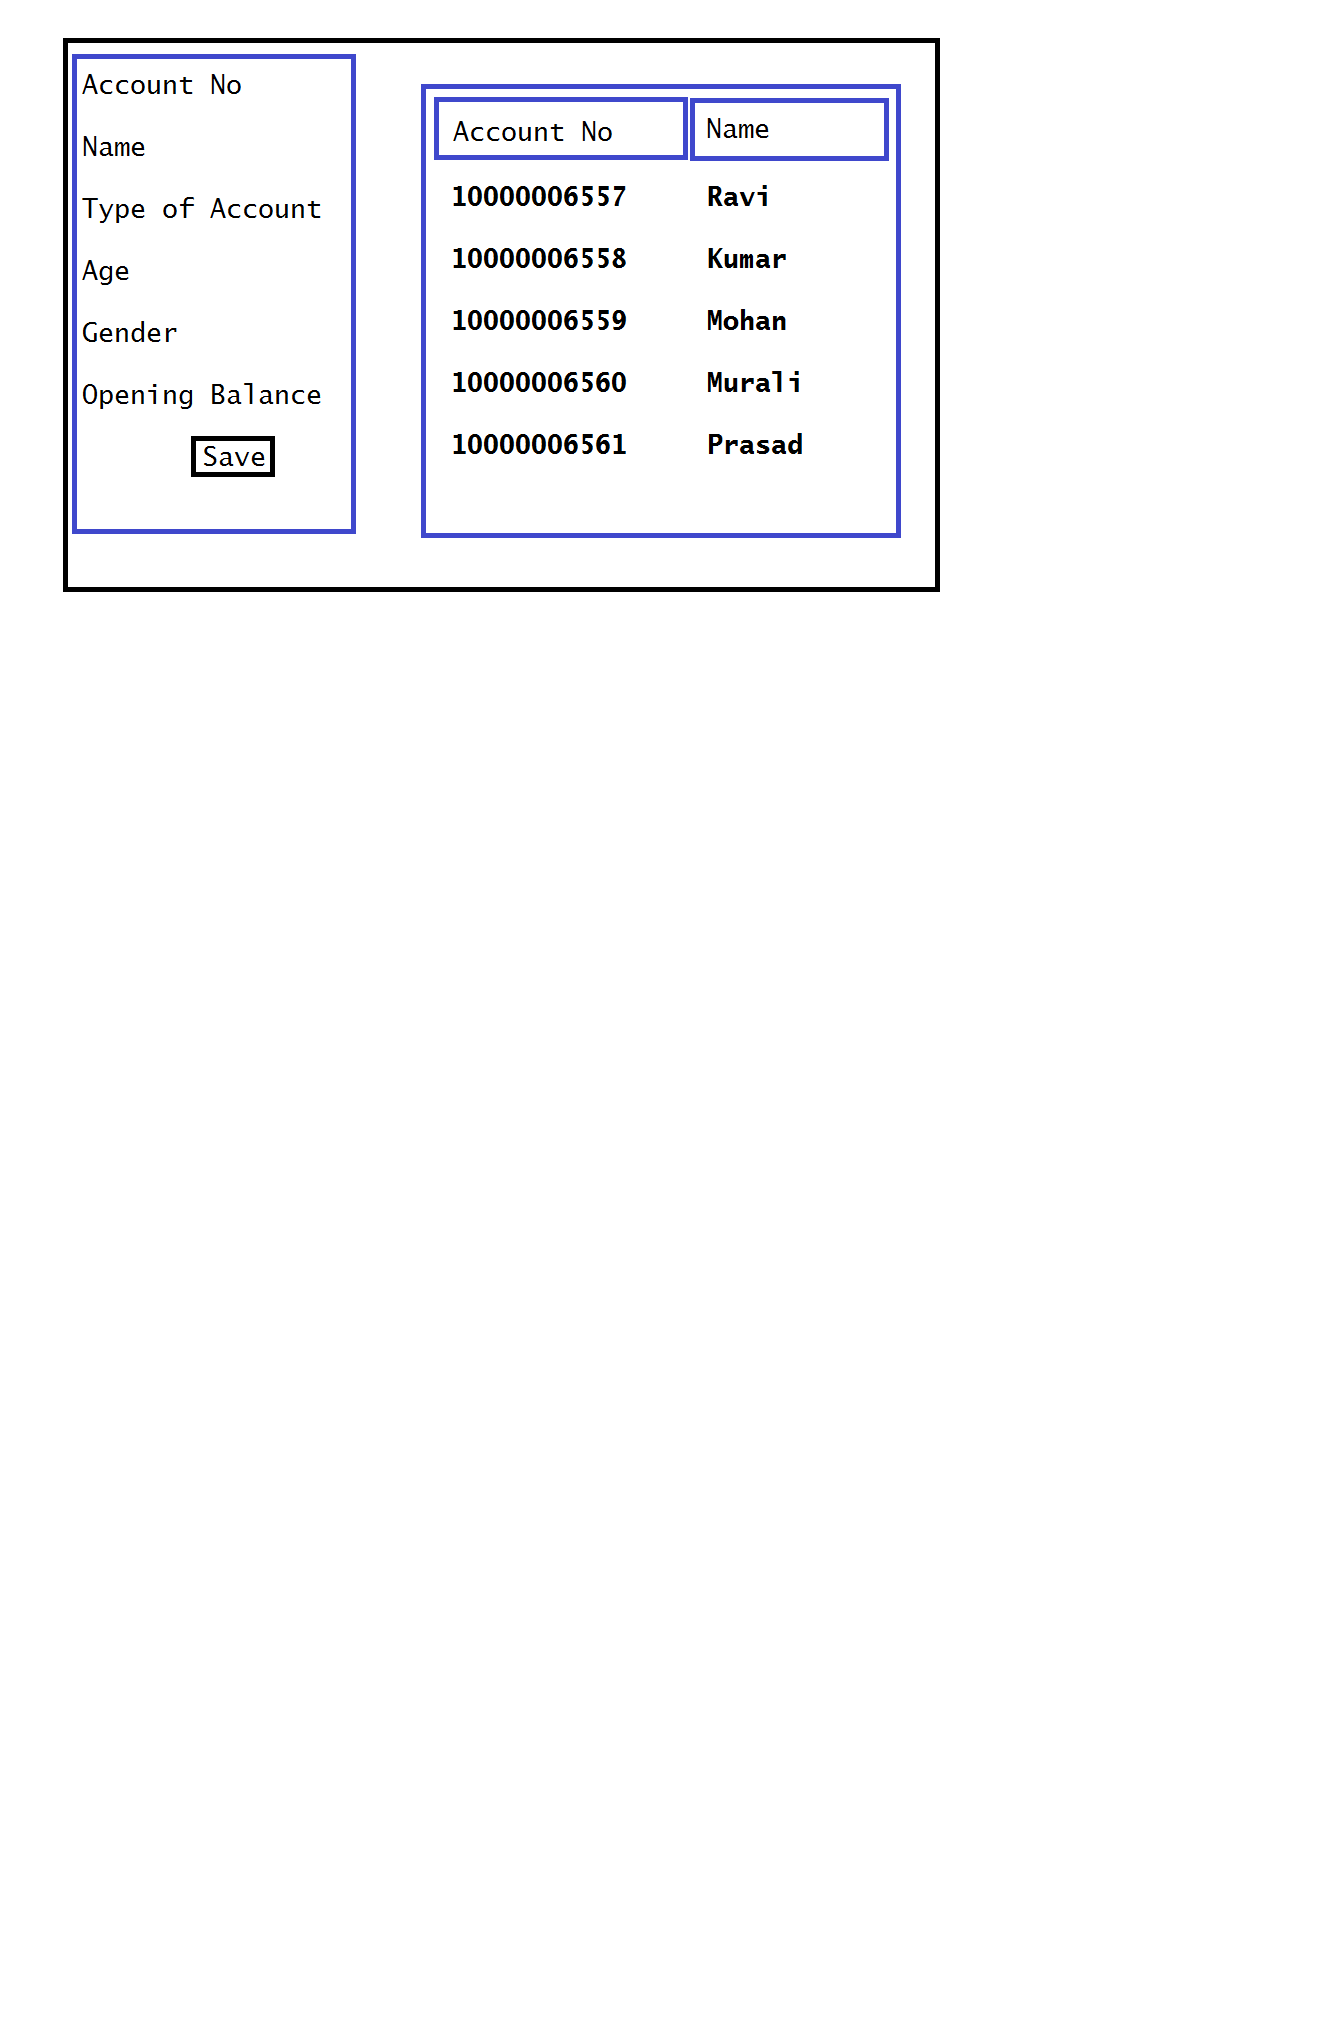 Account No
Name
Type of Account
Age
Gender
Opening Balance
Save
Account No Name
10000006557 Ravi
10000006558 Kumar
10000006559 Mohan
10000006560 Murali
10000006561 Prasad